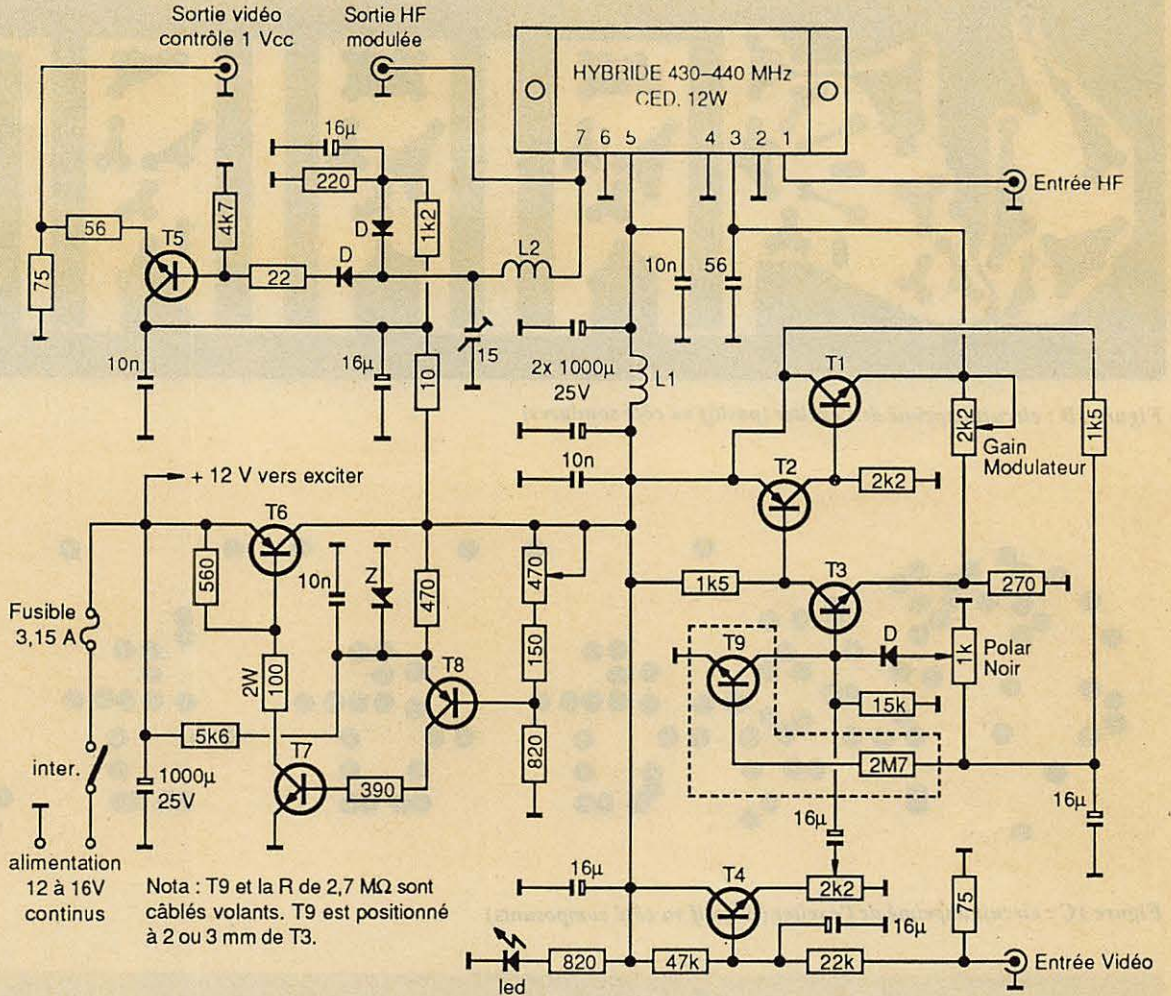 Sortie vidéo
contrôle 1 Vcc
Sortie HF
modulée
HYBRIDE 430–440 MHz
CED. 12W
7 6 5 4 3 2 1
Entrée HF
16µ
220
4k7
1k2
56
T5
D
D
22
L2
75
10n
56
15
10n
16µ
10
2x 1000µ
25V
L1
T1
2k2
Gain
Modulateur
1k5
10n
T2
2k2
+ 12 V vers exciter
T6
560
10n
Z
470
470
1k5
T3
270
Fusible
3,15 A
2W
100
T8
150
T9
D
1k
Polar
Noir
15k
5k6
820
2M7
inter.
1000µ
25V
T7
390
16µ
16µ
alimentation
12 à 16V
continus
Nota : T9 et la R de 2,7 MΩ sont
câblés volants. T9 est positionné
à 2 ou 3 mm de T3.
16µ
T4
2k2
75
16µ
820
47k
22k
Entrée Vidéo
led